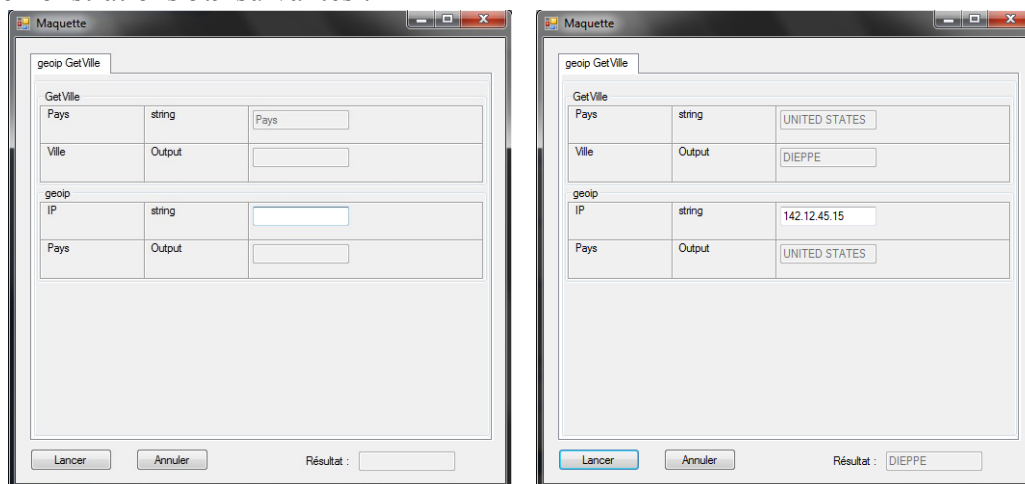 Maquette
geoip GetVille
GetVille
Pays string Pays
Ville Output
geoip
IP string
Pays Output
Lancer Annuler Résultat :
Maquette
geoip GetVille
GetVille
Pays string UNITED STATES
Ville Output DIEPPE
geoip
IP string 142.12.45.15
Pays Output UNITED STATES
Lancer Annuler Résultat : DIEPPE